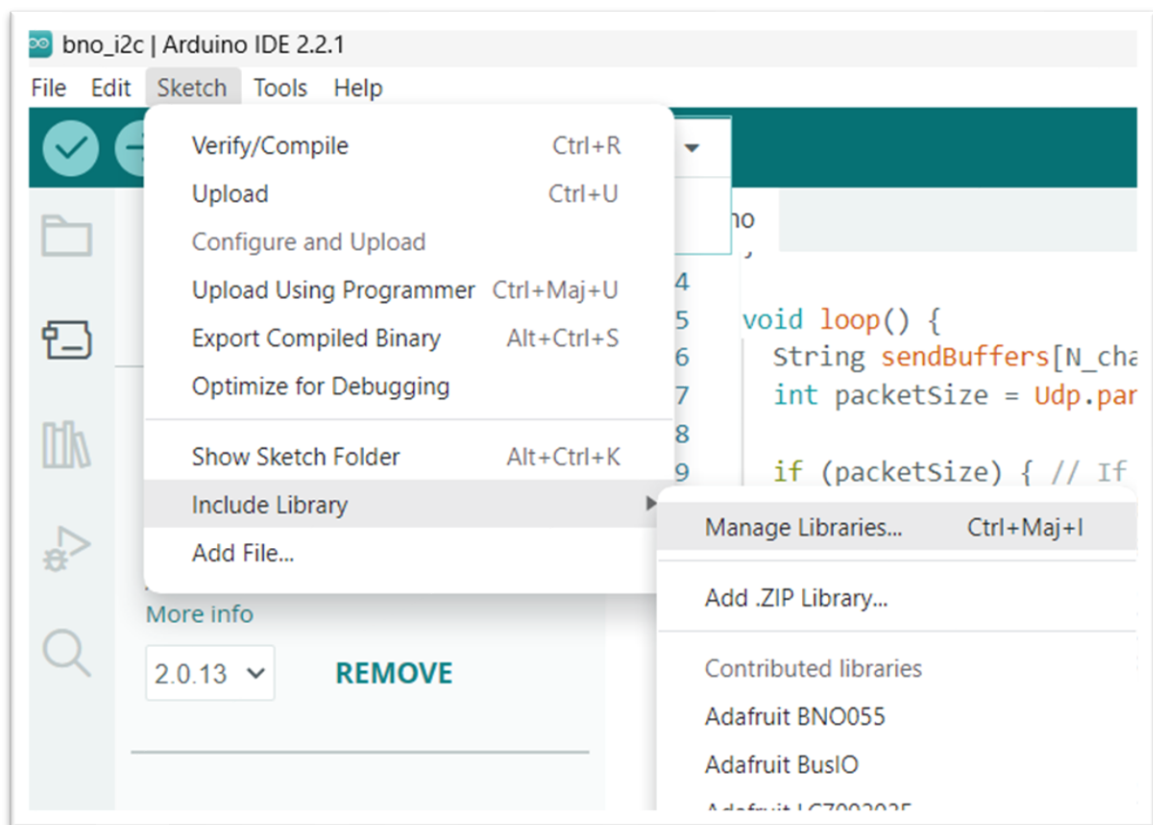 bno_i2c | Arduino IDE 2.2.1
File Edit Sketch Tools Help
Verify/Compile Ctrl+R
Upload Ctrl+U
Configure and Upload
Upload Using Programmer Ctrl+Maj+U
Export Compiled Binary Alt+Ctrl+S
Optimize for Debugging
Show Sketch Folder Alt+Ctrl+K
Include Library
Add File...
Manage Libraries... Ctrl+Maj+I
Add .ZIP Library...
Contributed libraries
Adafruit BNO055
Adafruit BusIO
More info
2.0.13 REMOVE
no
4
5 void loop() {
6 String sendBuffers[N_cha
7 int packetSize = Udp.par
8
9 if (packetSize) { // If